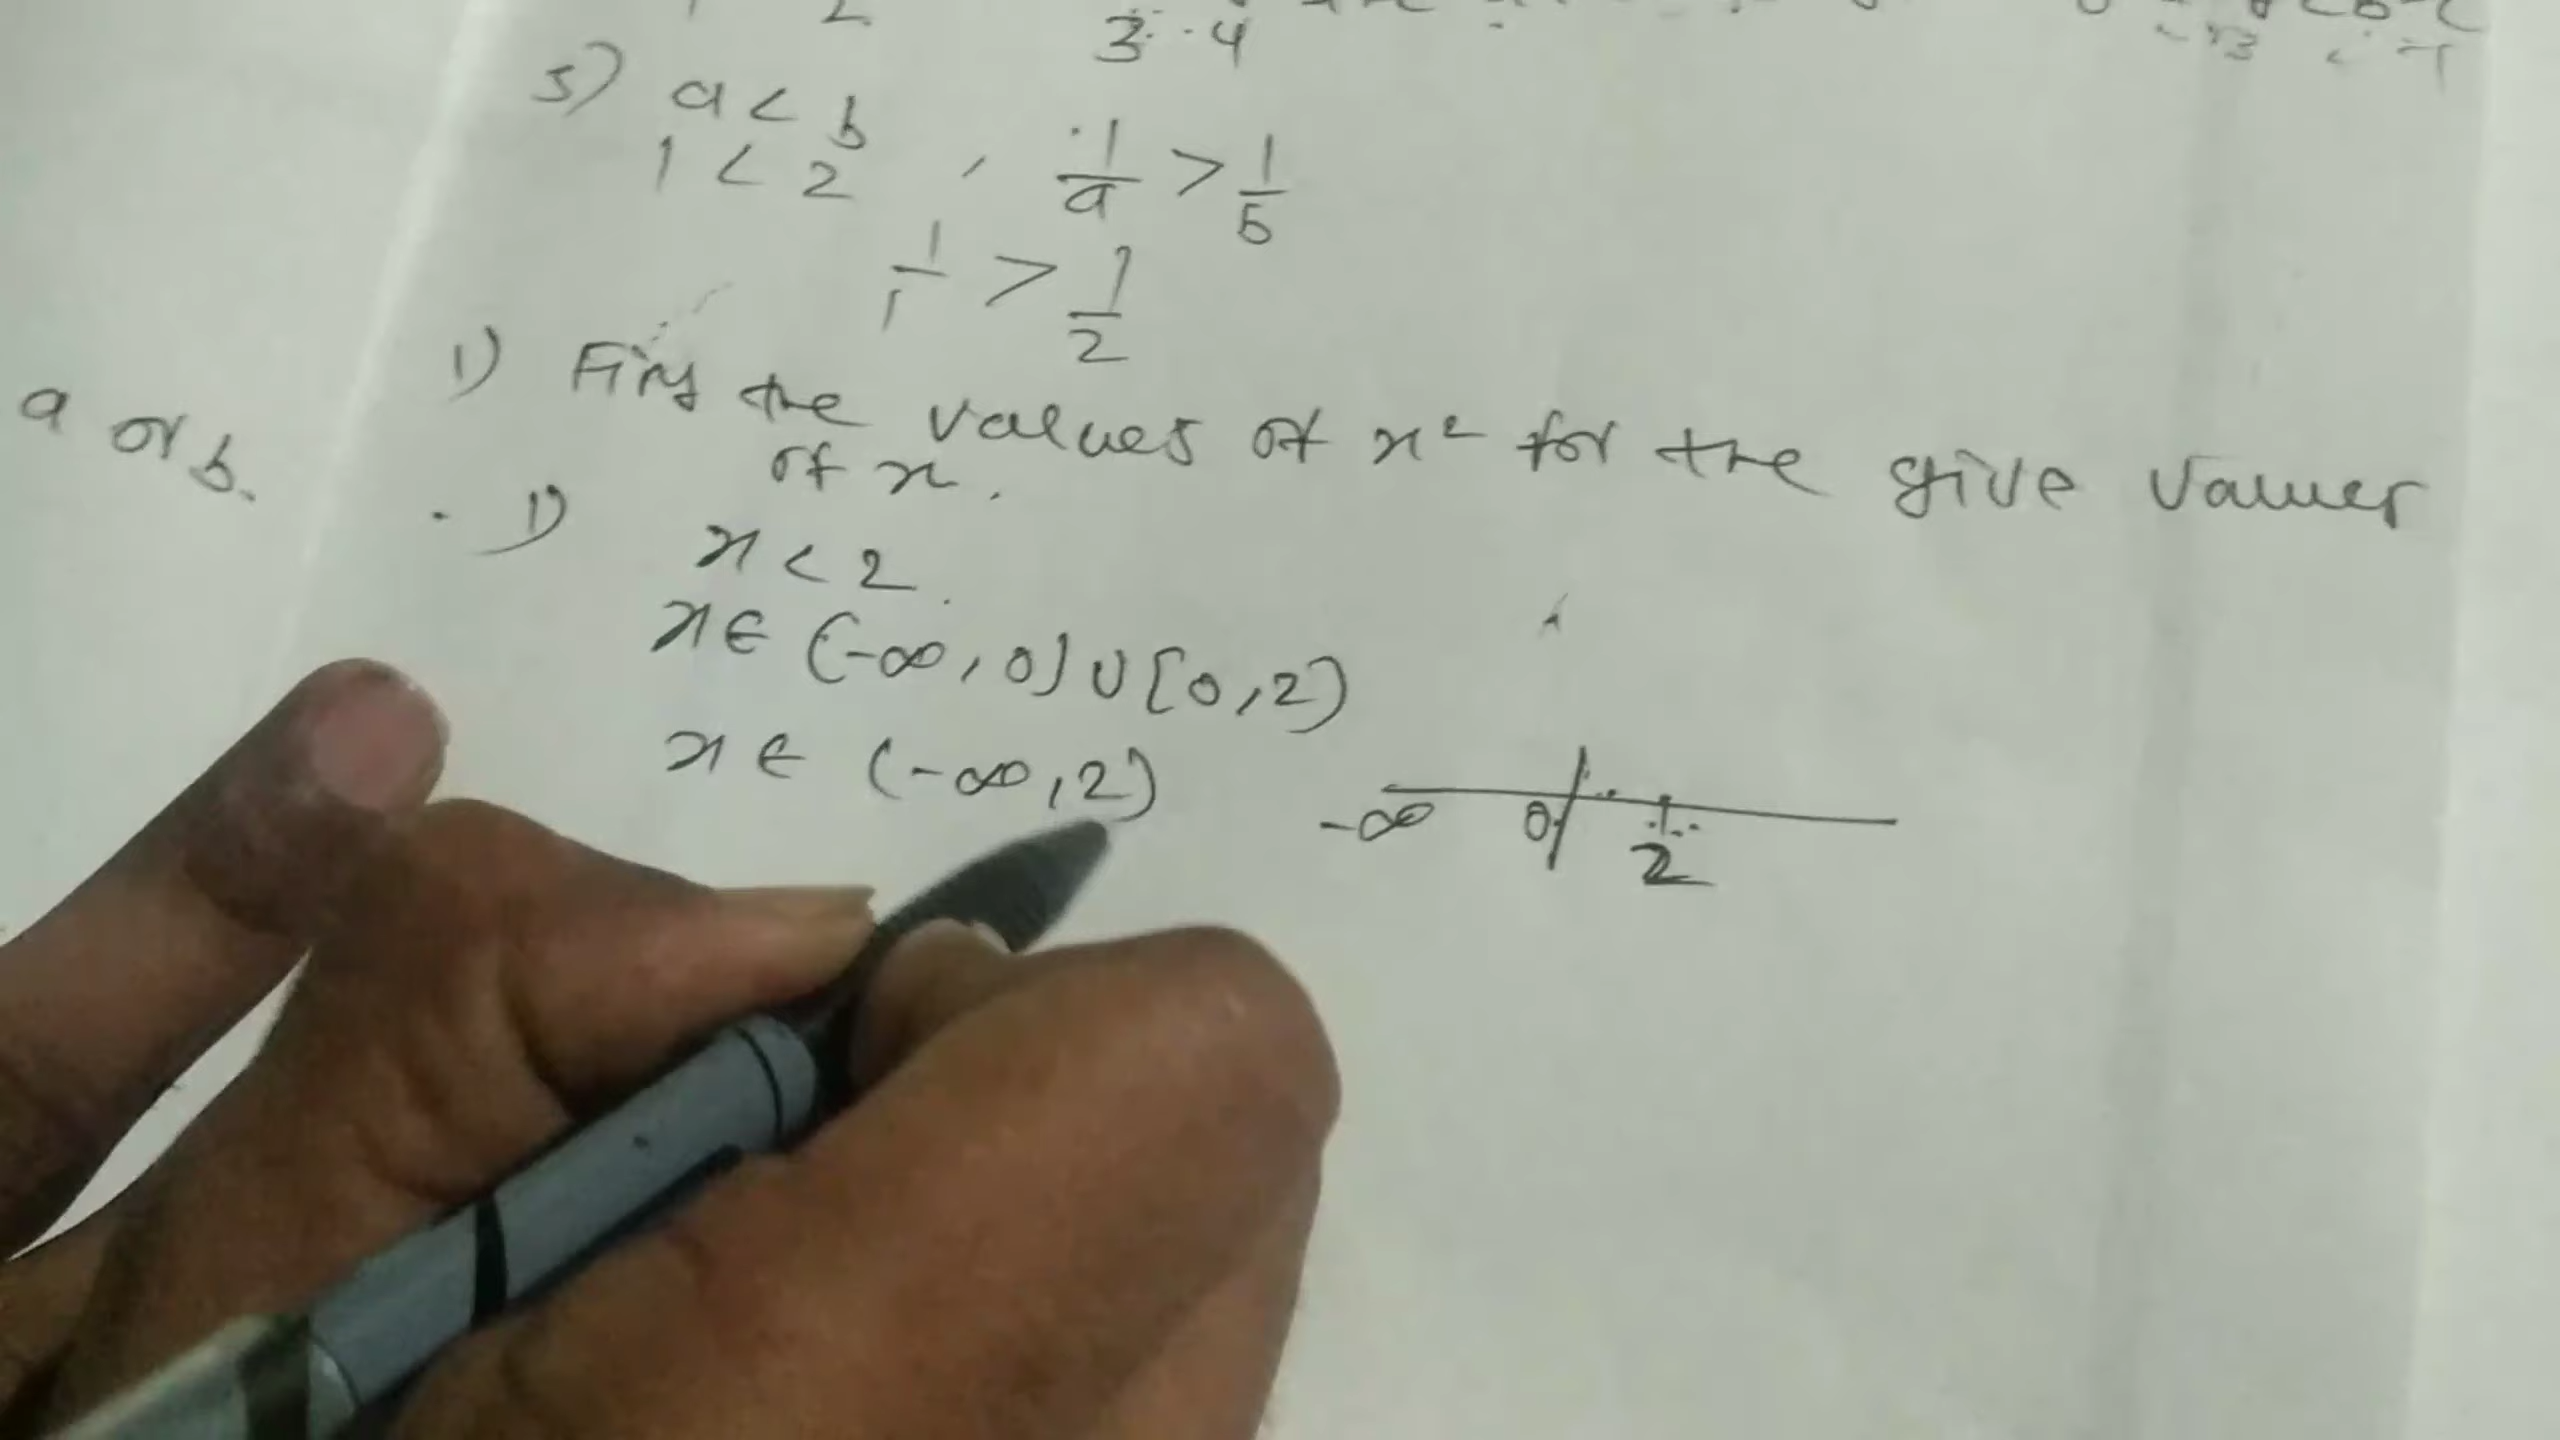 2
3 4
5) a < b
1 < 2 , 1/a > 1/b
1/1 > 1/2
1) Find the values of x² for the give values
of x.
a or b.
1) x < 2.
x ∈ (-∞, 0) ∪ [0, 2)
x ∈ (-∞, 2)
-∞ 0 2